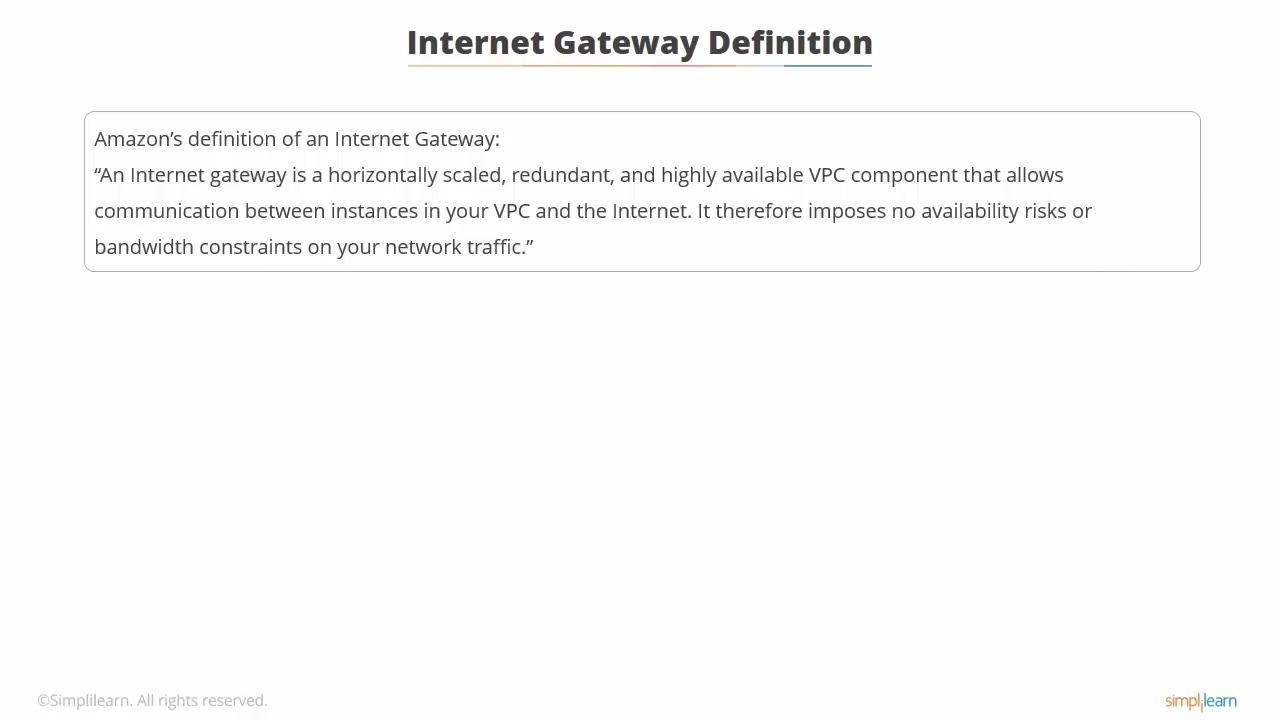 Internet Gateway Definition
Amazon’s definition of an Internet Gateway:
“An Internet gateway is a horizontally scaled, redundant, and highly available VPC component that allows
communication between instances in your VPC and the Internet. It therefore imposes no availability risks or
bandwidth constraints on your network traffic.”
©Simplilearn. All rights reserved.
simplilearn